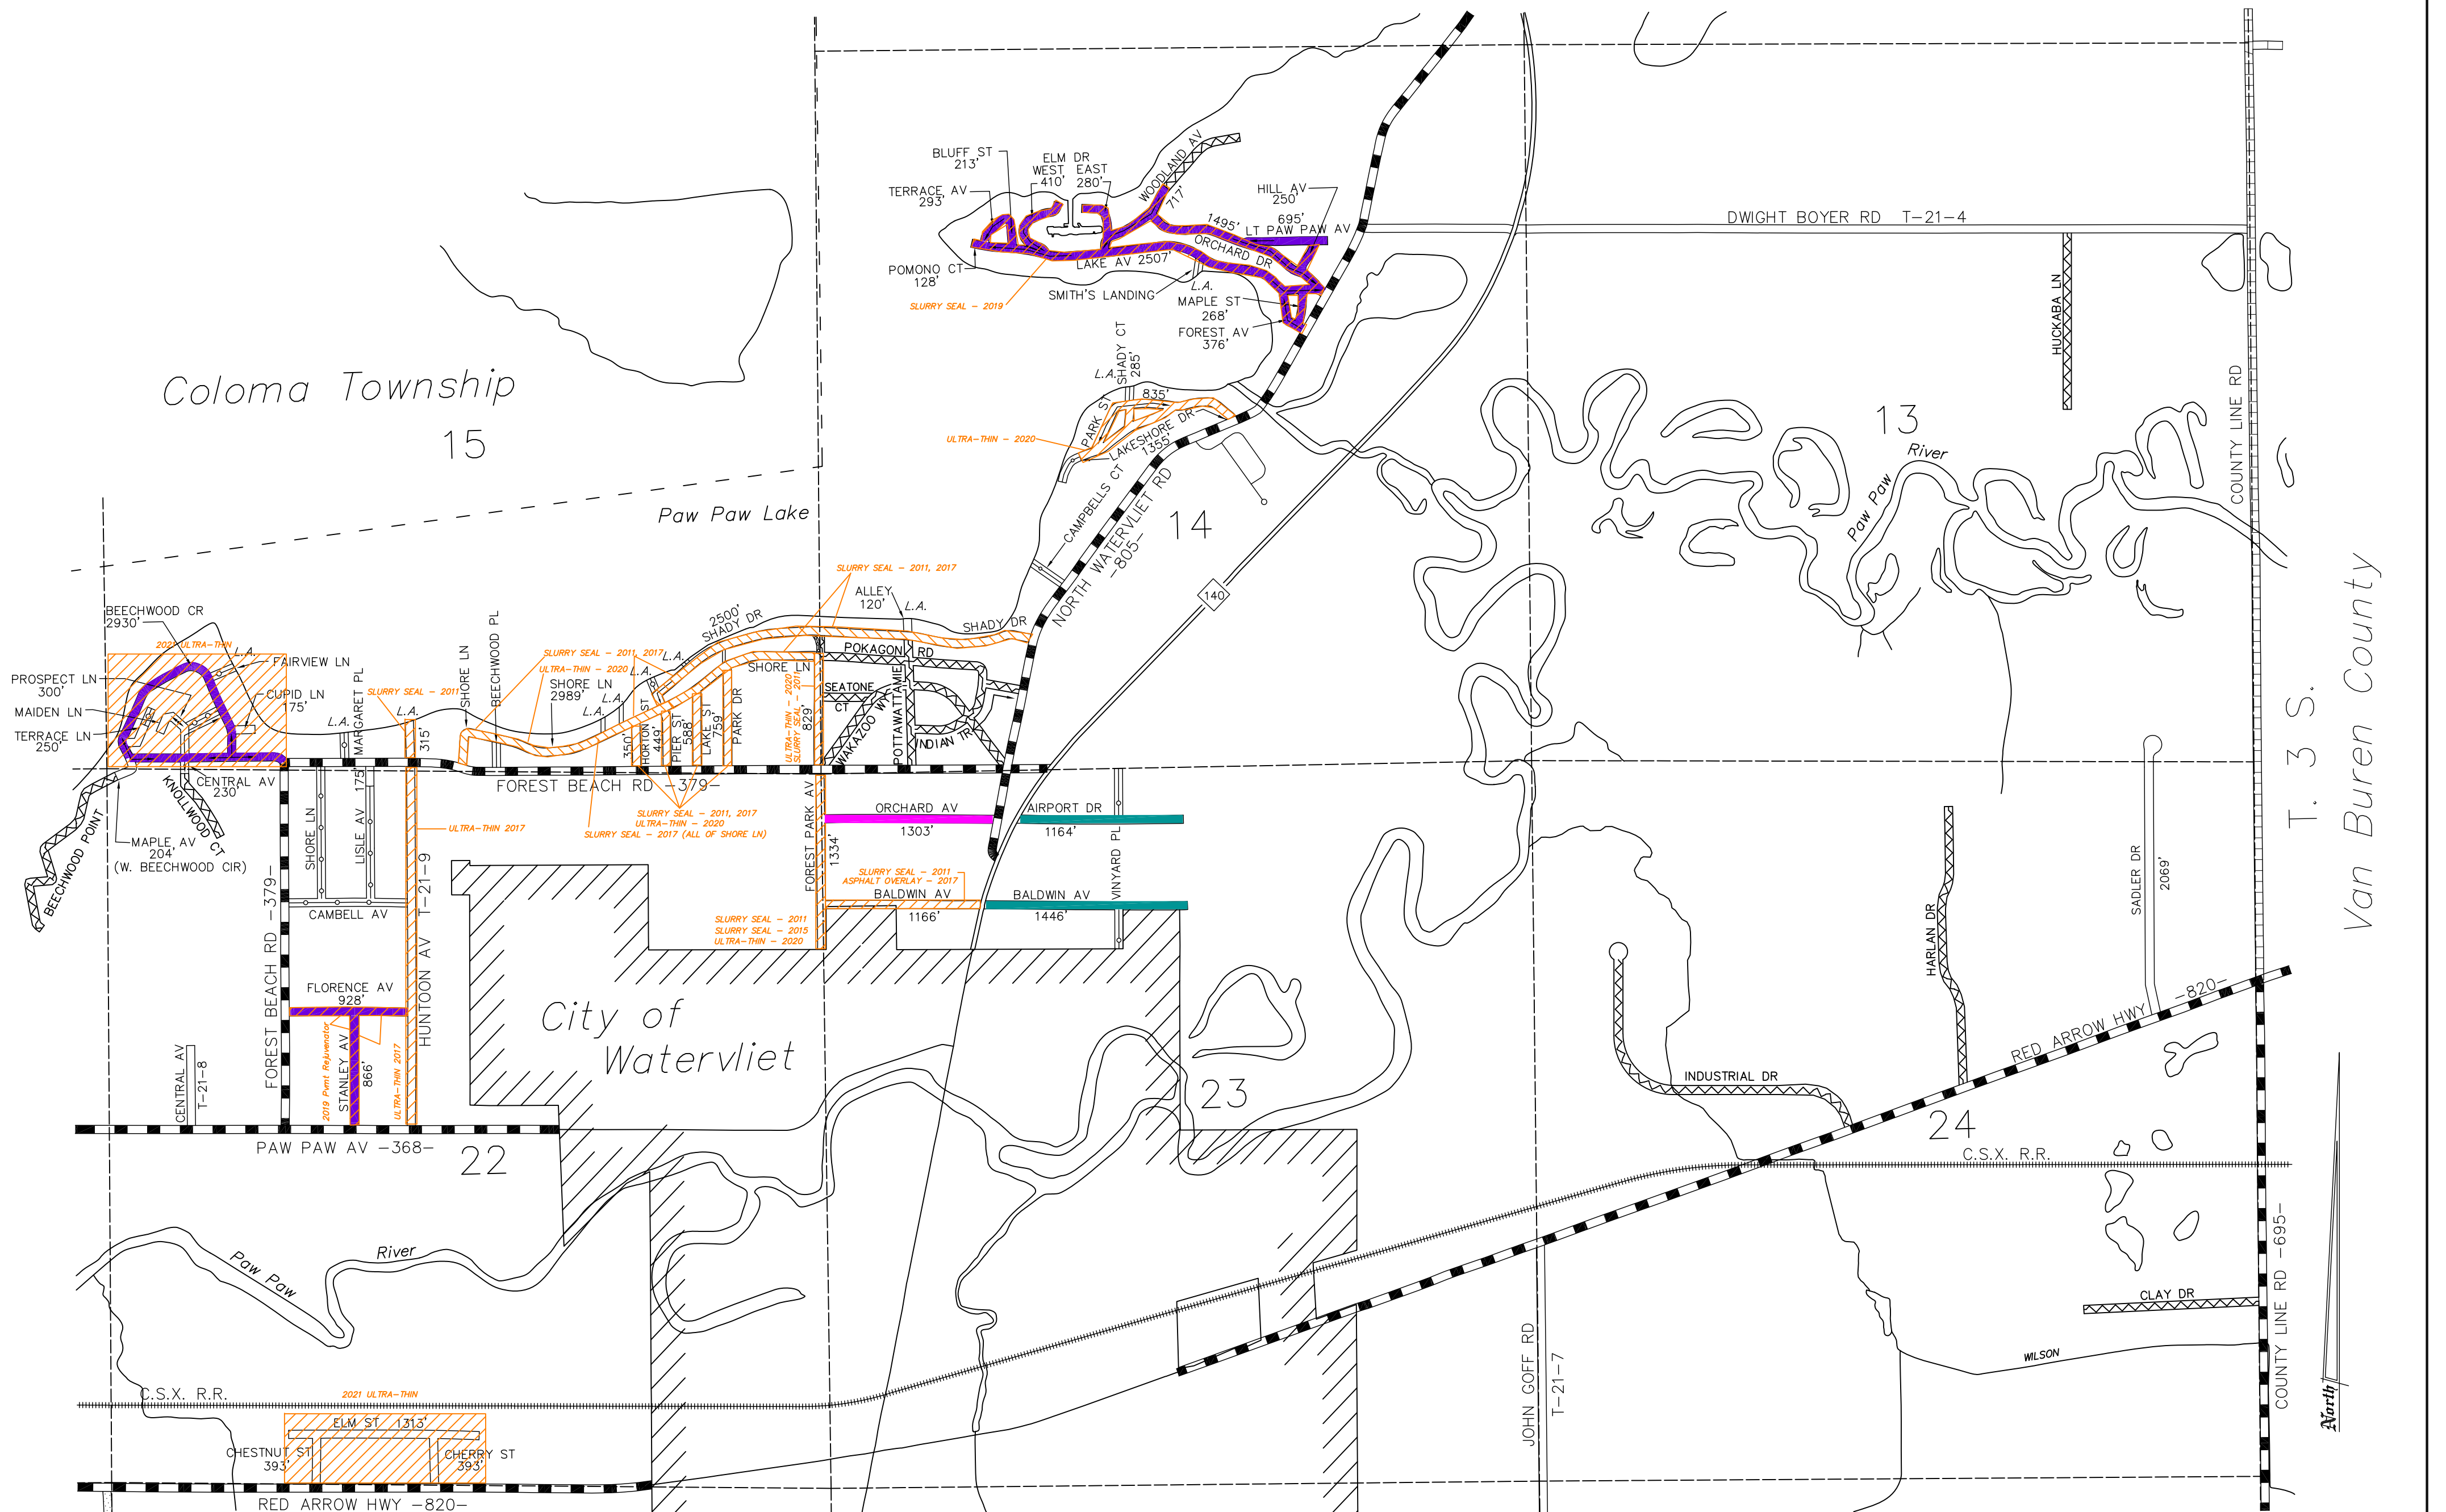 BLUFF ST
213'
ELM DR
WEST EAST
410' 280'
TERRACE AV
293'
WOODLAND AV
717'
HILL AV
250'
1495'
695'
LT PAW PAW AV
ORCHARD DR
LAKE AV 2507'
POMONO CT
128'
SMITH'S LANDING
L.A.
MAPLE ST
268'
FOREST AV
376'
SLURRY SEAL - 2019
DWIGHT BOYER RD T-21-4
HUCKABA LN
COUNTY LINE RD
Coloma Township
15
SHADY CT
285'
L.A.
835'
PARK ST
LAKESHORE DR
1355'
ULTRA-THIN - 2020
CAMPBELLS CT
NORTH WATERVLIET RD
-805-
14
13
River
Paw Paw
Paw Paw Lake
140
T. 3 S.
Van Buren County
BEECHWOOD CR
2930'
2021 ULTRA-THIN
L.A.
FAIRVIEW LN
PROSPECT LN
300'
CUPID LN
175'
MAIDEN LN
TERRACE LN
250'
CENTRAL AV
230'
KNOLLWOOD CT
BEECHWOOD POINT
MAPLE AV
204'
(W. BEECHWOOD CIR)
SLURRY SEAL - 2011
L.A.
L.A.
MARGARET PL
175'
315'
SHORE LN
BEECHWOOD PL
SLURRY SEAL - 2011, 2017
ULTRA-THIN - 2020
SHORE LN
2989'
L.A.
L.A.
L.A.
L.A.
2500'
SHADY DR
SLURRY SEAL - 2011, 2017
ALLEY
120'
L.A.
SHADY DR
SHORE LN
POKAGON RD
SEATONE
CT
WAKAZOO WY
POTTAWATTAMIE
INDIAN TRL
350'
HORTON ST
449'
PIER ST
588'
LAKE ST
759'
PARK DR
ULTRA-THIN - 2020
829'
FOREST BEACH RD -379-
SLURRY SEAL - 2011, 2017
ULTRA-THIN - 2020
SLURRY SEAL - 2017 (ALL OF SHORE LN)
FOREST PARK AV
1334'
ORCHARD AV
1303'
AIRPORT DR
1164'
VINYARD PL
SLURRY SEAL - 2011
ASPHALT OVERLAY - 2017
BALDWIN AV
1166'
BALDWIN AV
1446'
SLURRY SEAL - 2011
SLURRY SEAL - 2015
ULTRA-THIN - 2020
SHORE LN
LISLE AV
ULTRA-THIN 2017
CAMBELL AV
FOREST BEACH RD -379-
HUNTOON AV T-21-9
FLORENCE AV
928'
2019 Pvmt Rejuvenator
STANLEY AV
866'
ULTRA-THIN 2017
CENTRAL AV
T-21-8
PAW PAW AV -368-
22
City of
Watervliet
23
HARLAN DR
SADLER DR
2069'
RED ARROW HWY -820-
INDUSTRIAL DR
24
C.S.X. R.R.
Paw Paw
River
CLAY DR
COUNTY LINE RD -695-
WILSON
JOHN GOFF RD
T-21-7
C.S.X. R.R.
2021 ULTRA-THIN
ELM ST 1313'
CHESTNUT ST
393'
CHERRY ST
393'
RED ARROW HWY -820-
North